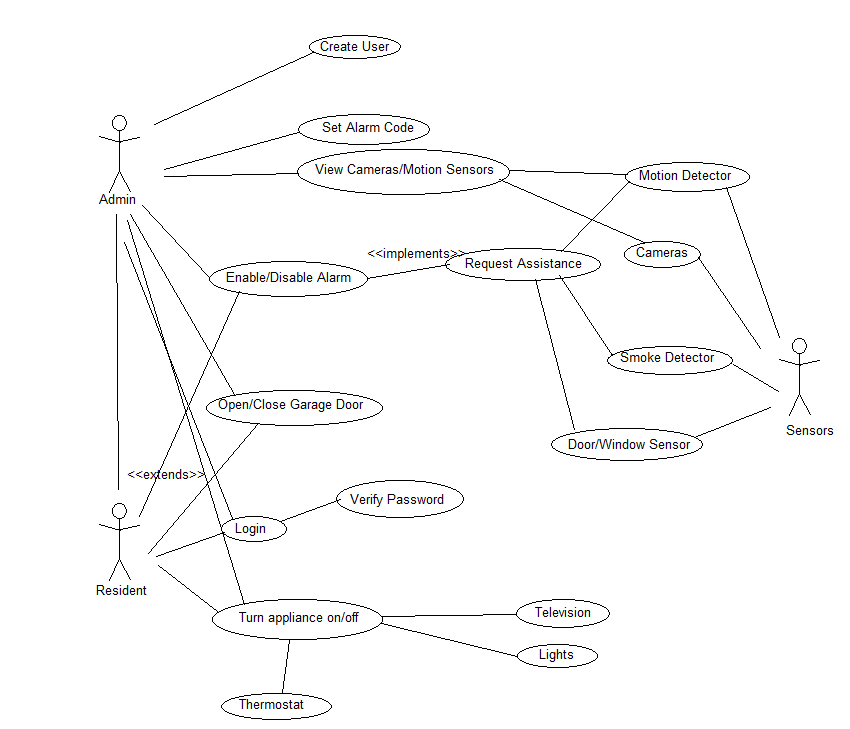 Create User
Set Alarm Code
View Cameras/Motion Sensors
Motion Detector
Admin
<<implements>>
Cameras
Request Assistance
Enable/Disable Alarm
Smoke Detector
Open/Close Garage Door
Sensors
Door/Window Sensor
<<extends>>
Verify Password
Login
Resident
Turn appliance on/off
Television
Lights
Thermostat